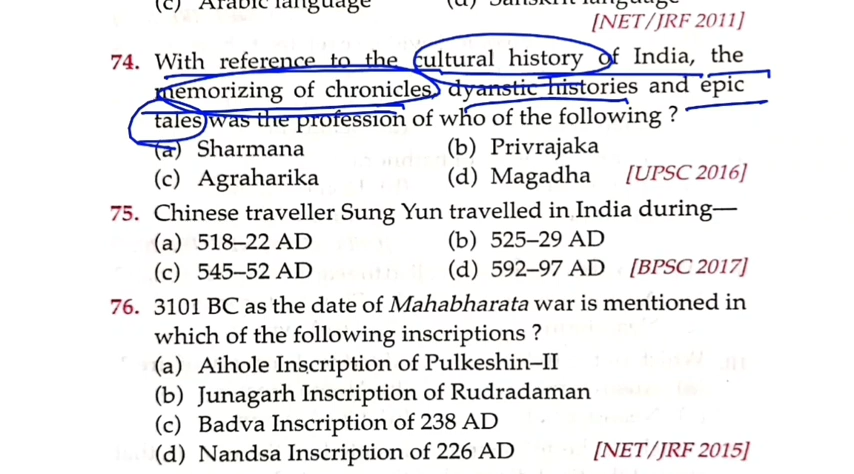 (c) Arabic language (d) Sanskrit language
[NET/JRF 2011]
74. With reference to the cultural history of India, the
memorizing of chronicles, dyanstic histories and epic
tales was the profession of who of the following ?
(a) Sharmana (b) Privrajaka
(c) Agraharika (d) Magadha [UPSC 2016]
75. Chinese traveller Sung Yun travelled in India during—
(a) 518–22 AD (b) 525–29 AD
(c) 545–52 AD (d) 592–97 AD [BPSC 2017]
76. 3101 BC as the date of Mahabharata war is mentioned in
which of the following inscriptions ?
(a) Aihole Inscription of Pulkeshin–II
(b) Junagarh Inscription of Rudradaman
(c) Badva Inscription of 238 AD
(d) Nandsa Inscription of 226 AD [NET/JRF 2015]